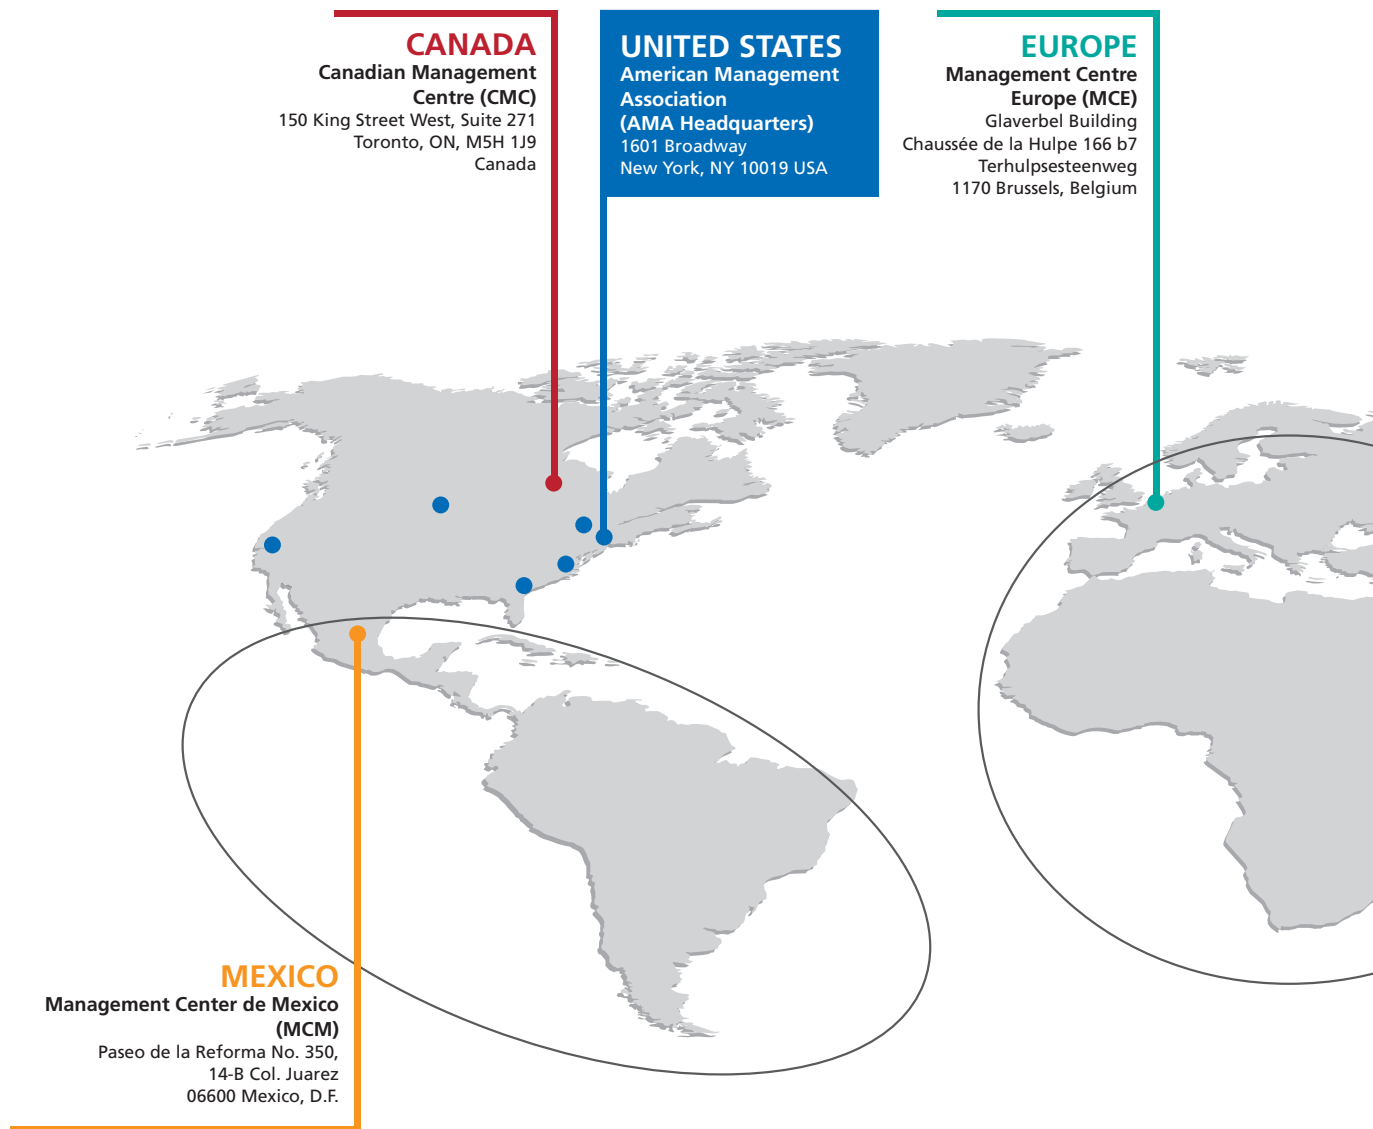 CANADA
Canadian Management
Centre (CMC)
150 King Street West, Suite 271
Toronto, ON, M5H 1J9
Canada
UNITED STATES
American Management
Association
(AMA Headquarters)
1601 Broadway
New York, NY 10019 USA
EUROPE
Management Centre
Europe (MCE)
Glaverbel Building
Chaussée de la Hulpe 166 b7
Terhulpsesteenweg
1170 Brussels, Belgium
MEXICO
Management Center de Mexico
(MCM)
Paseo de la Reforma No. 350,
14-B Col. Juarez
06600 Mexico, D.F.